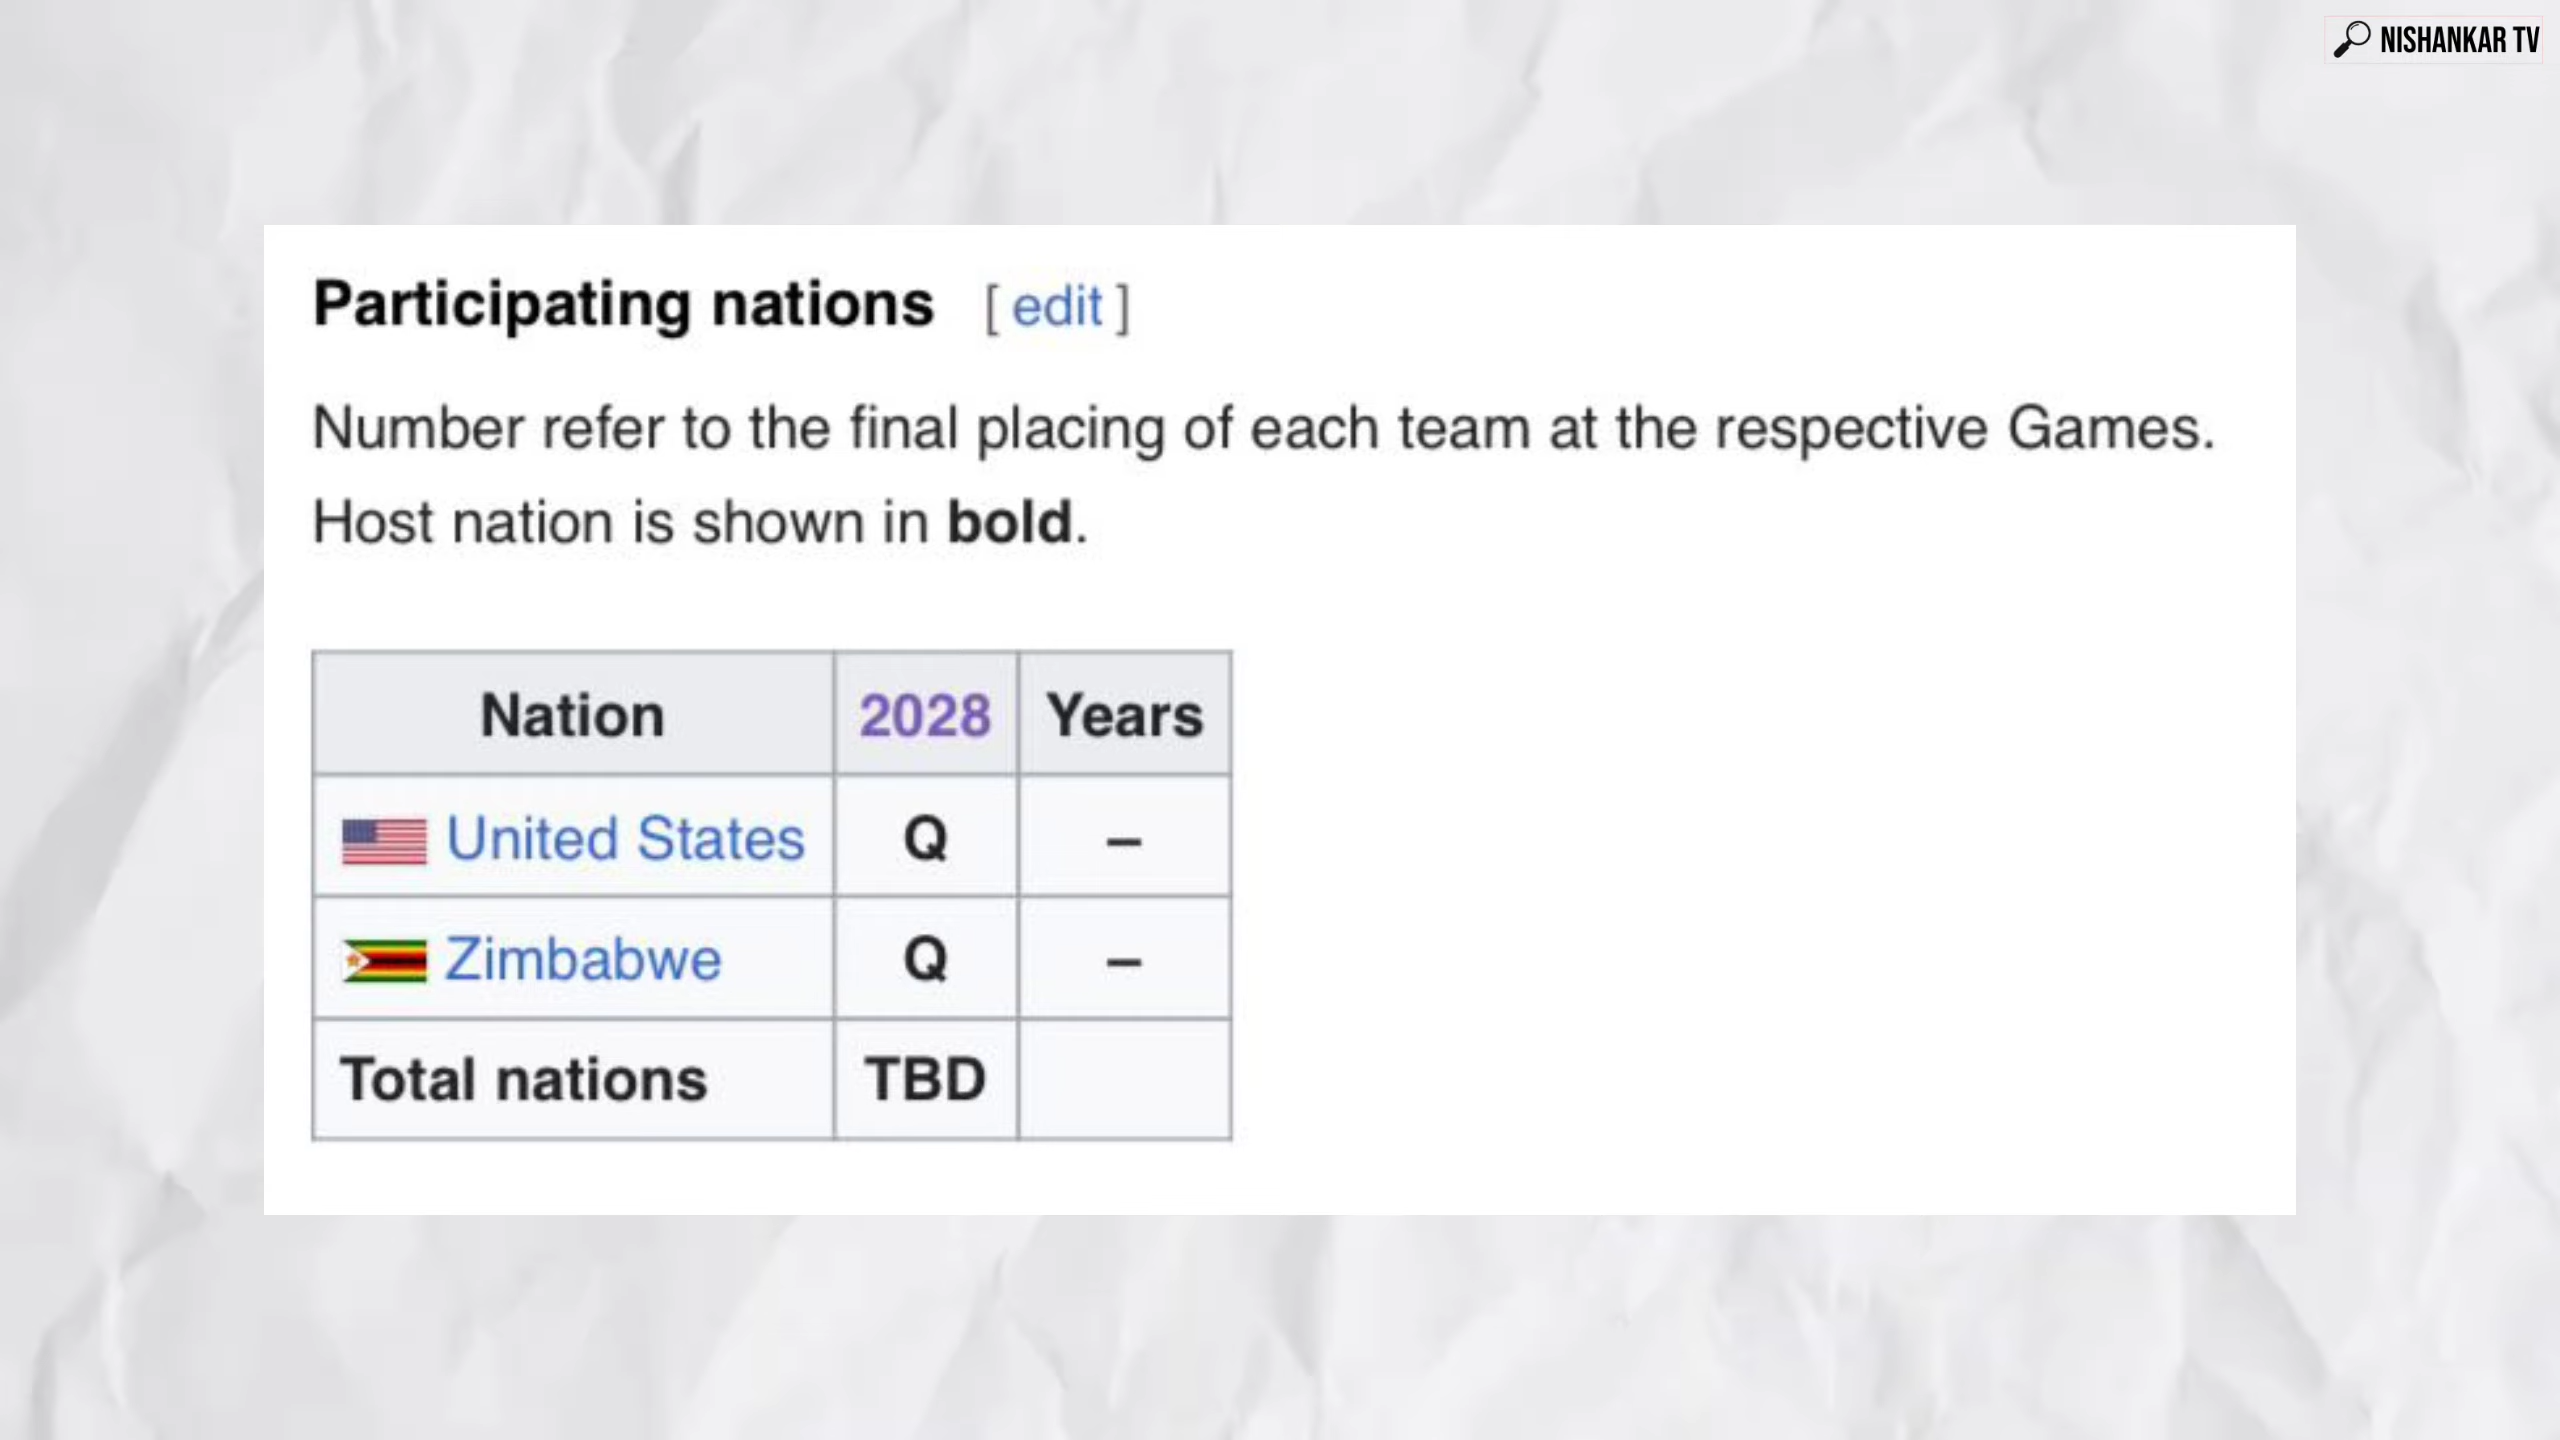 NISHANKAR TV
Participating nations [ edit ]
Number refer to the final placing of each team at the respective Games.
Host nation is shown in bold.
Nation 2028 Years
United States Q –
Zimbabwe Q –
Total nations TBD